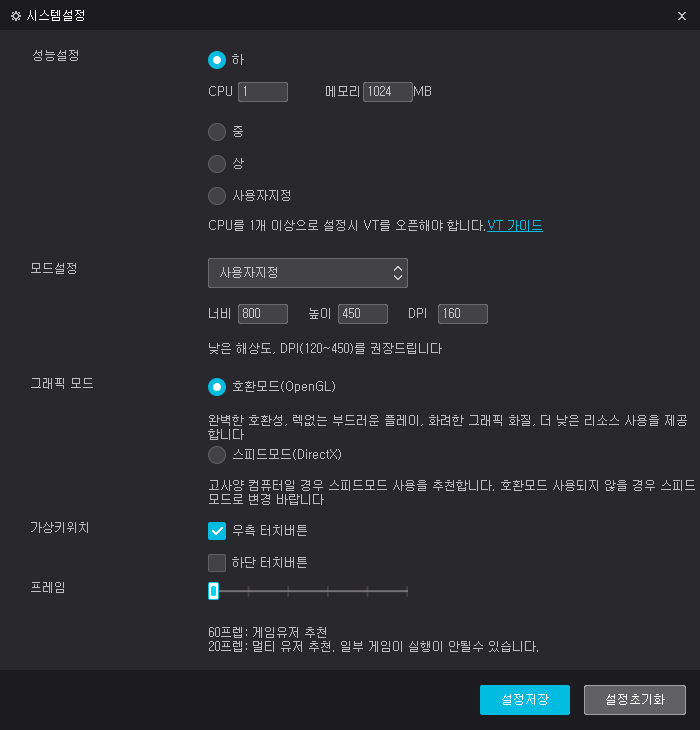 시스템설정
성능설정
하
CPU 1 메모리 1024 MB
중
상
사용자지정
CPU를 1개 이상으로 설정시 VT를 오픈해야 합니다.VT 가이드
모드설정
사용자지정
너비 800 높이 450 DPI 160
낮은 해상도, DPI(120~450)를 권장드립니다
그래픽 모드
호환모드(OpenGL)
완벽한 호환성, 렉없는 부드러운 플레이, 화려한 그래픽 화질, 더 낮은 리소스 사용을 제공
합니다
스피드모드(DirectX)
고사양 컴퓨터일 경우 스피드모드 사용을 추천합니다. 호환모드 사용되지 않을 경우 스피드
모드로 변경 바랍니다
가상키위치
우측 터치버튼
하단 터치버튼
프레임
60프렙: 게임유저 추천
20프렙: 멀티 유저 추천, 일부 게임이 실행이 안될수 있습니다.
설정저장 설정초기화